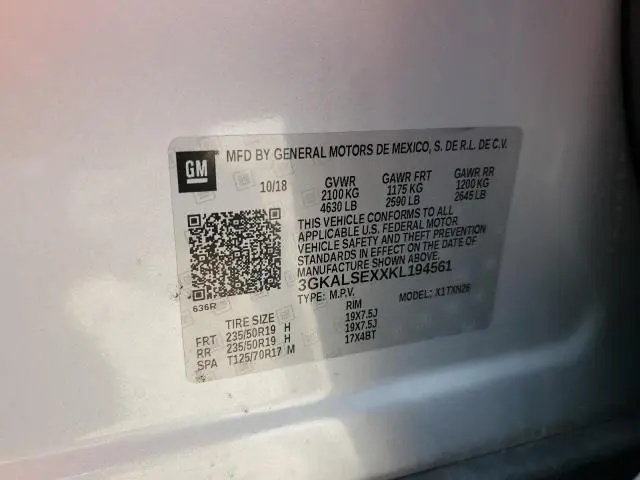 GM MFD BY GENERAL MOTORS DE MEXICO, S. DE R.L. DE C.V.
10/18 GVWR GAWR FRT GAWR RR
2100 KG 1175 KG 1200 KG
4630 LB 2590 LB 2645 LB
THIS VEHICLE CONFORMS TO ALL
APPLICABLE U.S. FEDERAL MOTOR
VEHICLE SAFETY AND THEFT PREVENTION
STANDARDS IN EFFECT ON THE DATE OF
MANUFACTURE SHOWN ABOVE.
3GKALSEXXKL194561
TYPE: M.P.V. MODEL: X1TXN26
636R
TIRE SIZE RIM
FRT 235/50R19 H 19X7.5J
RR 235/50R19 H 19X7.5J
SPA T125/70R17 M 17X4BT